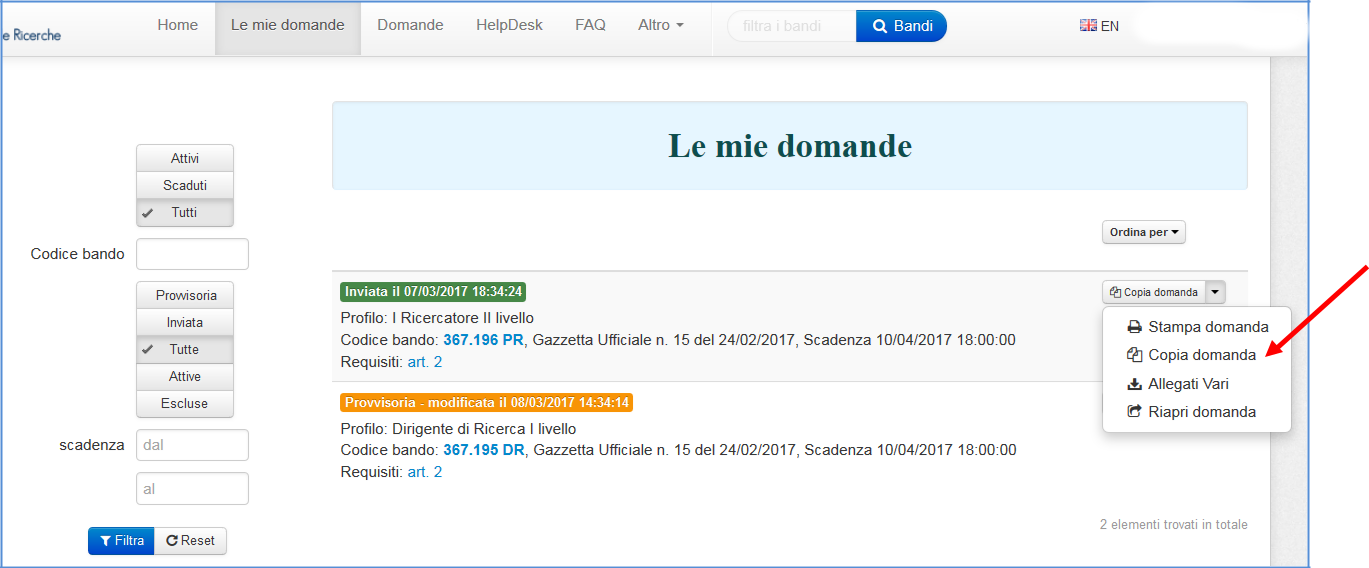 e Ricerche
Home Le mie domande Domande HelpDesk FAQ Altro filtra i bandi Bandi EN
Le mie domande
Attivi
Scaduti
Tutti
Codice bando
Provvisoria
Inviata
Tutte
Attive
Escluse
scadenza dal
al
Filtra Reset
Ordina per
Inviata il 07/03/2017 18:34:24
Profilo: I Ricercatore II livello
Codice bando: 367.196 PR, Gazzetta Ufficiale n. 15 del 24/02/2017, Scadenza 10/04/2017 18:00:00
Requisiti: art. 2
Copia domanda
Stampa domanda
Copia domanda
Allegati Vari
Riapri domanda
Provvisoria - modificata il 08/03/2017 14:34:14
Profilo: Dirigente di Ricerca I livello
Codice bando: 367.195 DR, Gazzetta Ufficiale n. 15 del 24/02/2017, Scadenza 10/04/2017 18:00:00
Requisiti: art. 2
2 elementi trovati in totale